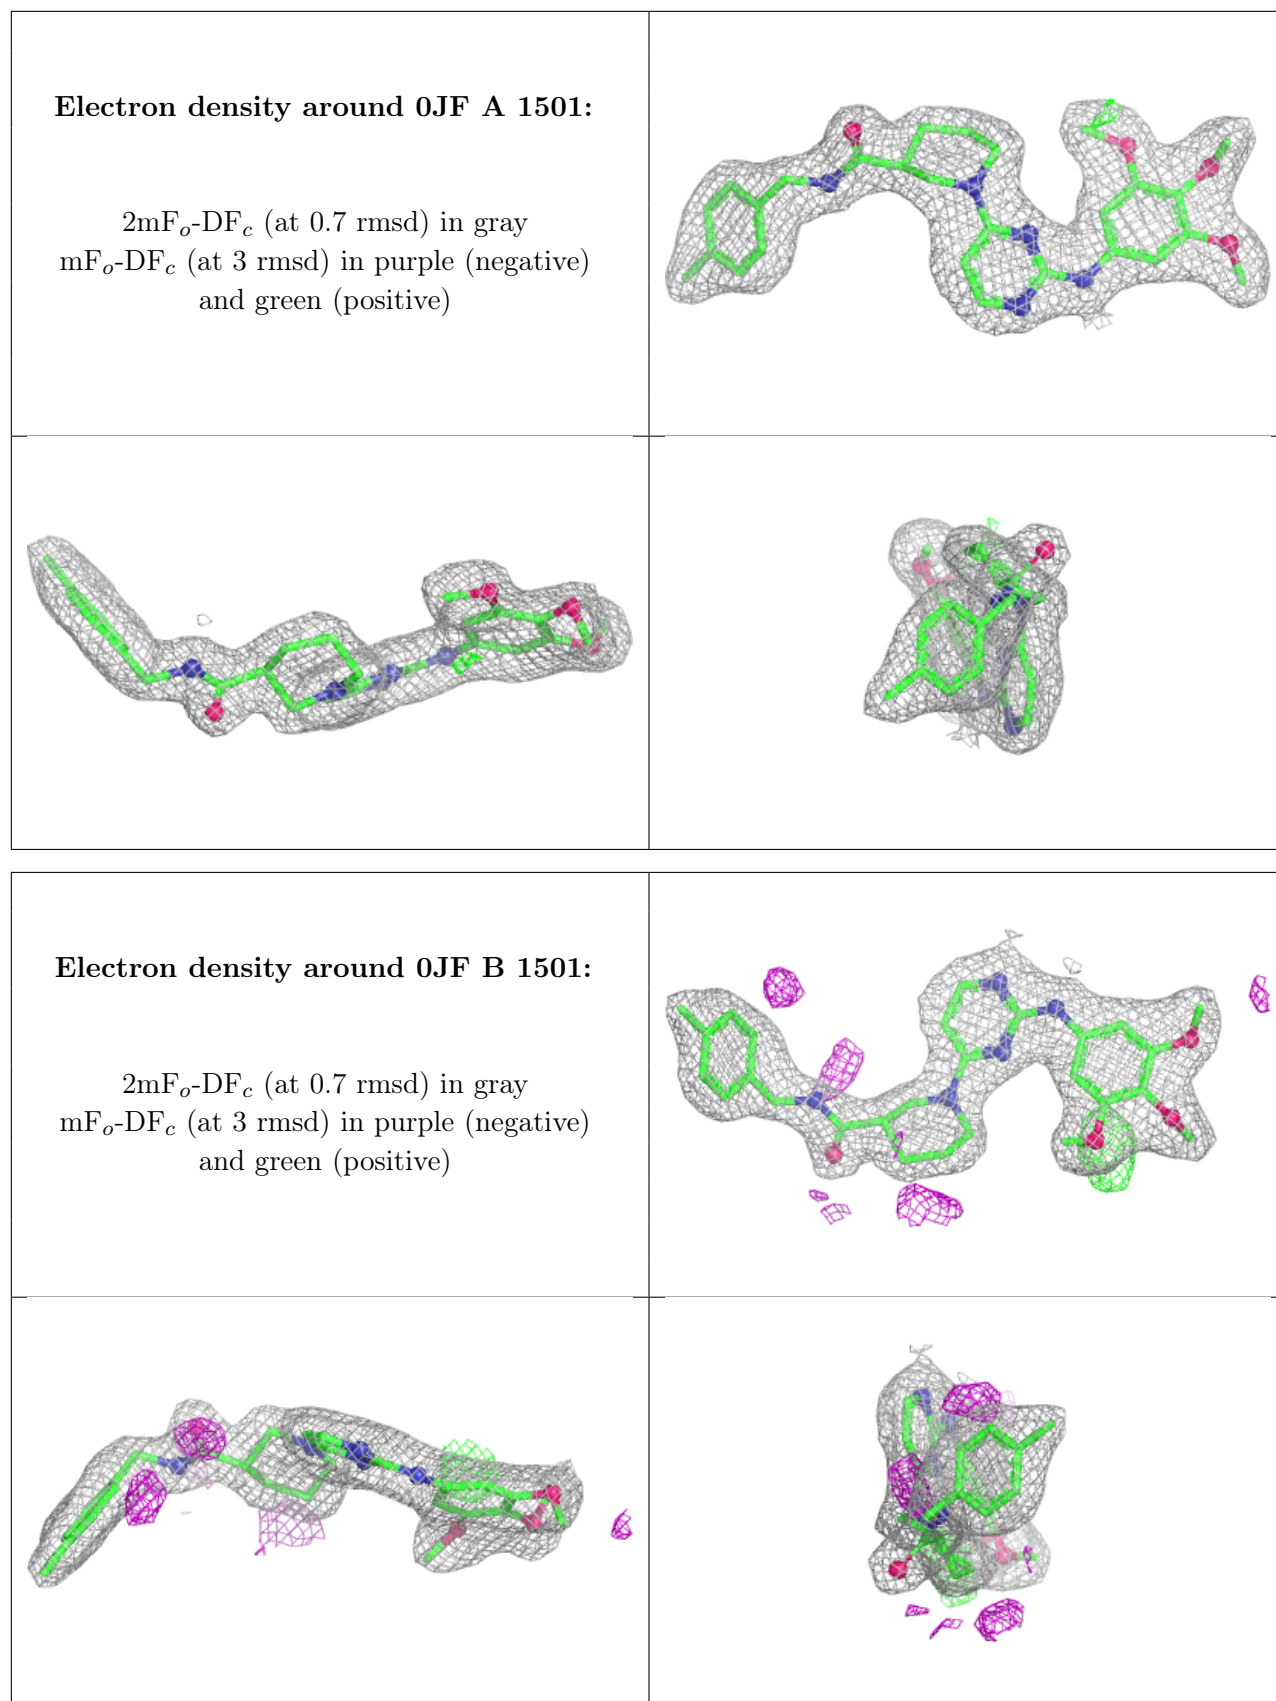 Electron density around 0JF A 1501:
2mFo-DFc (at 0.7 rmsd) in gray
mFo-DFc (at 3 rmsd) in purple (negative)
and green (positive)
Electron density around 0JF B 1501:
2mFo-DFc (at 0.7 rmsd) in gray
mFo-DFc (at 3 rmsd) in purple (negative)
and green (positive)